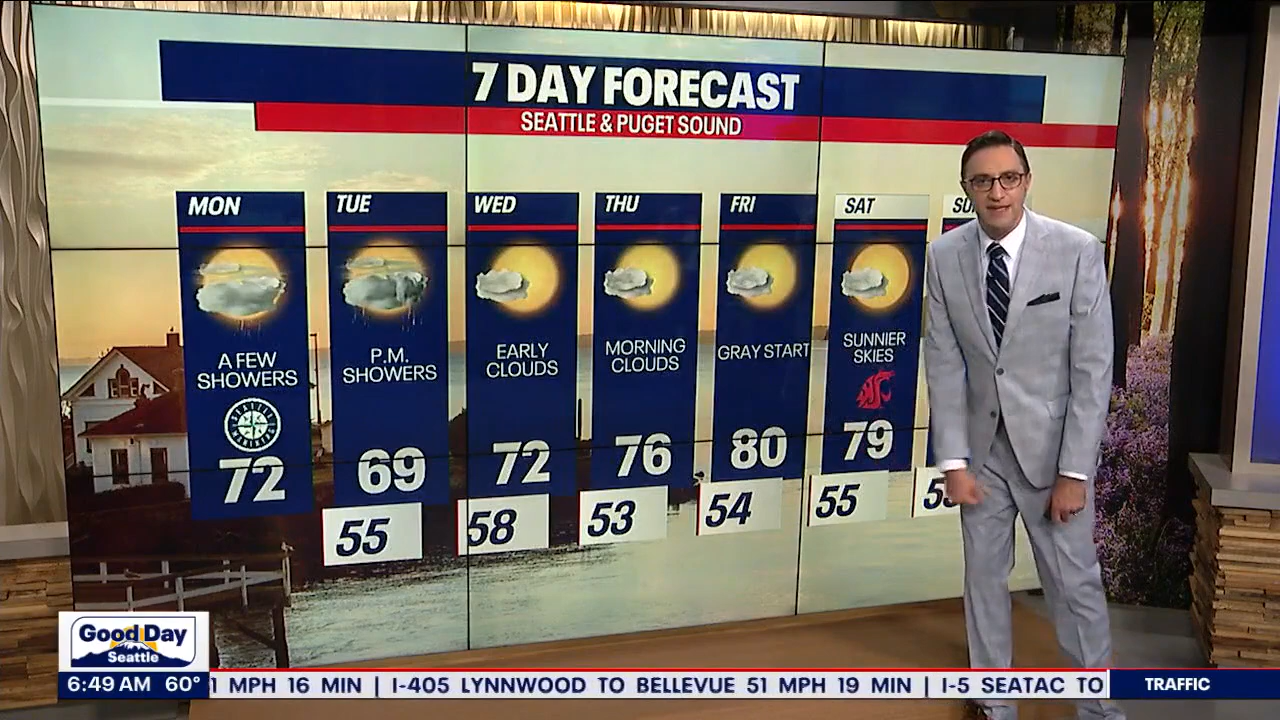 7 DAY FORECAST
SEATTLE & PUGET SOUND
MON
TUE
WED
THU
FRI
SAT
A FEW
SHOWERS
P.M.
SHOWERS
EARLY
CLOUDS
MORNING
CLOUDS
GRAY START
SUNNIER
SKIES
SEATTLE
MARINERS
72
69
72
76
80
79
55
58
53
54
55
Good Day
Seattle
6:49 AM 60°
MPH 16 MIN | I-405 LYNNWOOD TO BELLEVUE 51 MPH 19 MIN | I-5 SEATAC TO
TRAFFIC